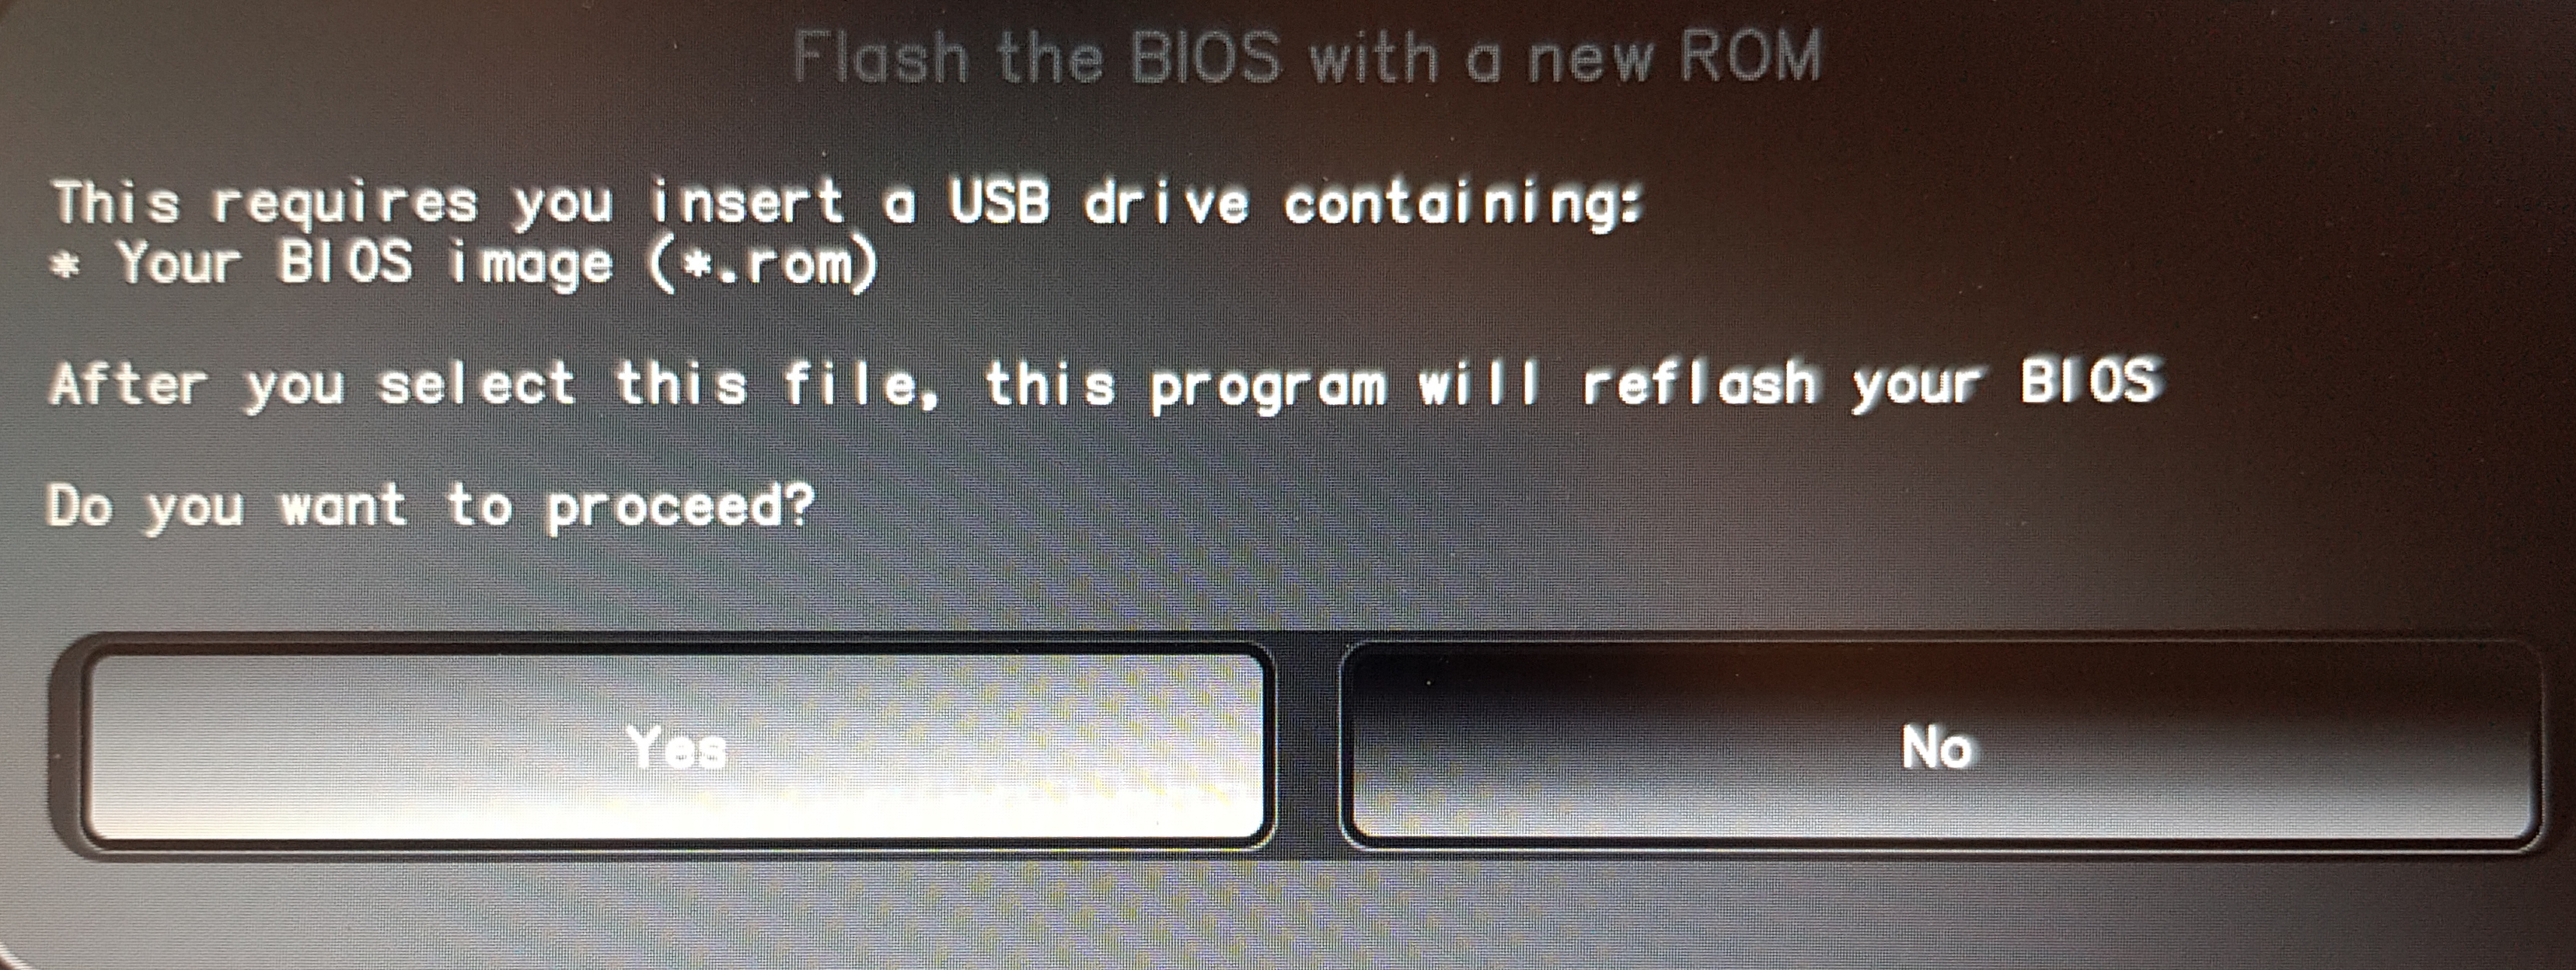 Flash the BIOS with a new ROM
This requires you insert a USB drive containing:
* Your BIOS image (*.rom)
After you select this file, this program will reflash your BIOS
Do you want to proceed?
Yes
No